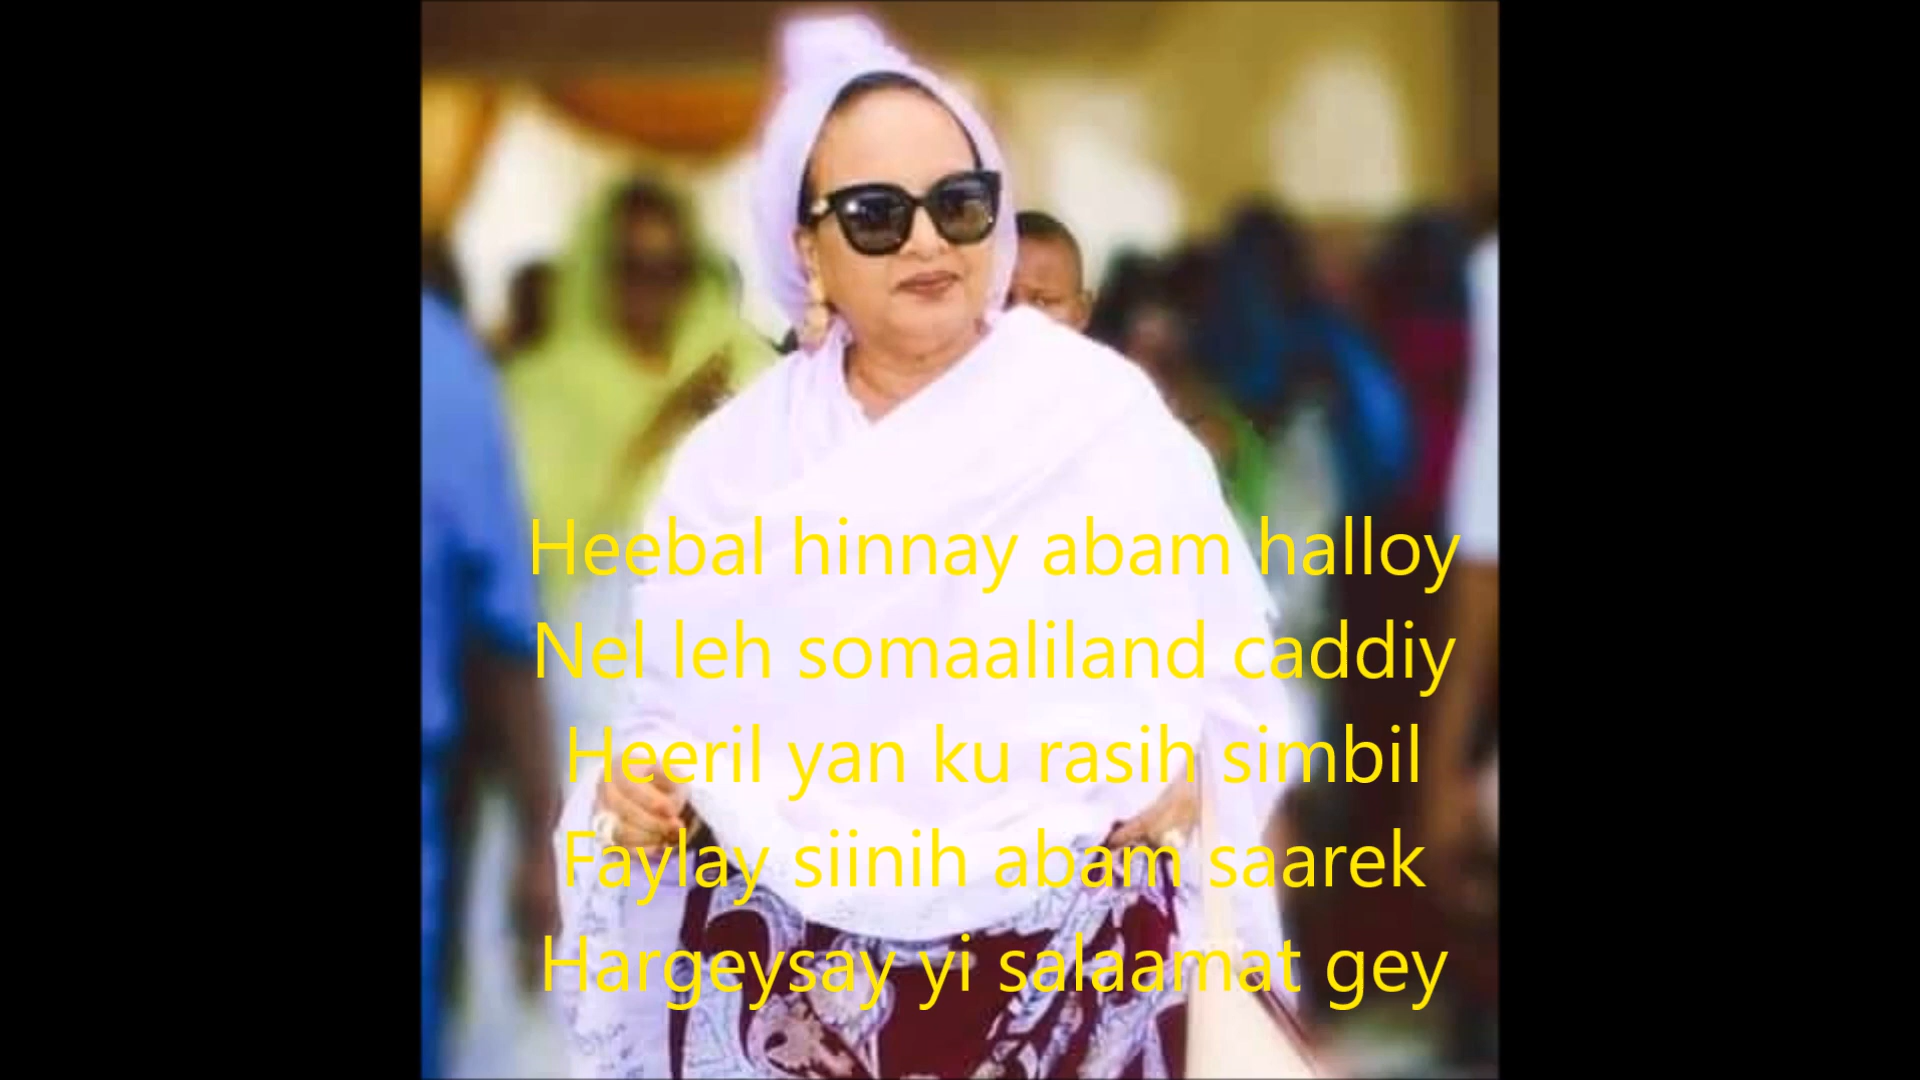 Heebal hinnay abam halloy
Nel leh somaaliland caddiy
Heeril yan ku rasih simbil
Faylay siinih abam saarek
Hargeysay yi salaamat gey